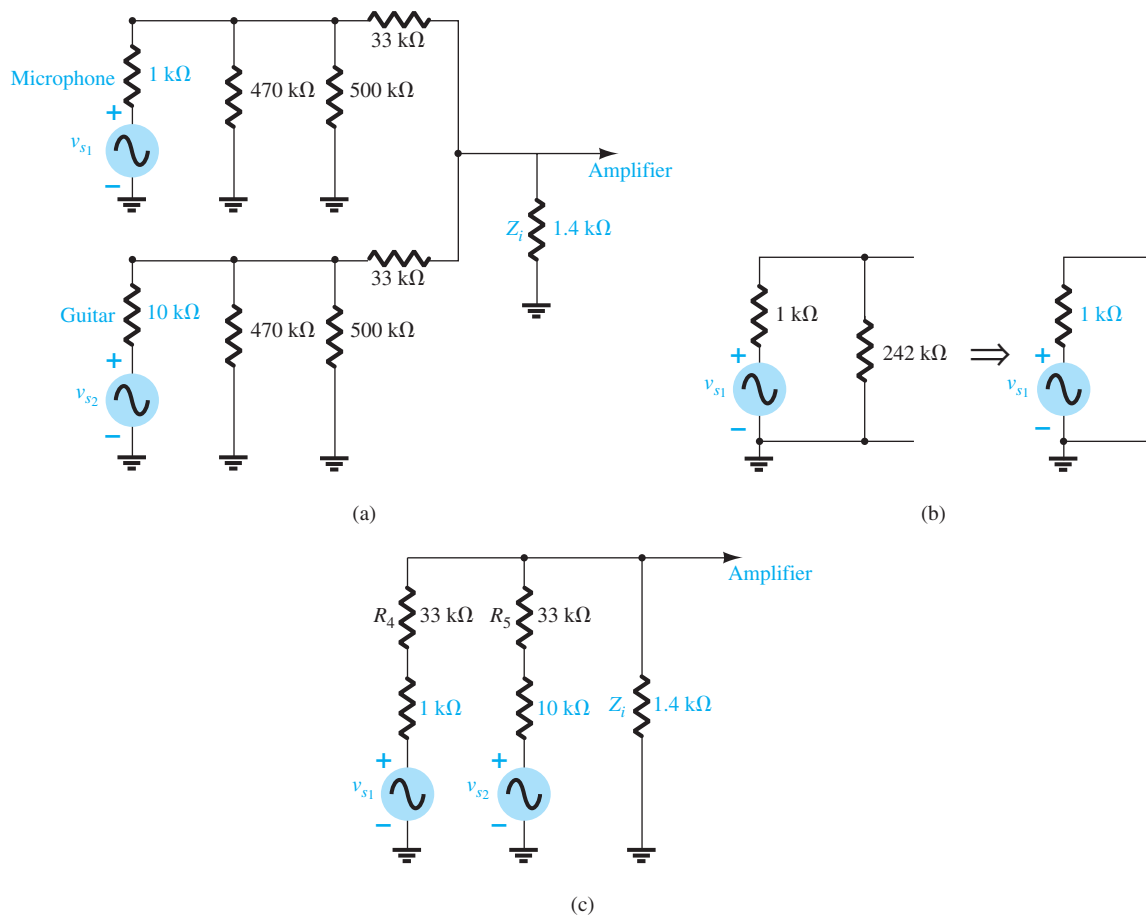 33 kΩ
Microphone
1 kΩ
470 kΩ
500 kΩ
+
vs1
−
Amplifier
Zi
1.4 kΩ
33 kΩ
Guitar
10 kΩ
470 kΩ
500 kΩ
+
vs2
−
(a)
1 kΩ
242 kΩ
+
vs1
−
⇒
1 kΩ
+
vs1
−
(b)
Amplifier
R4
33 kΩ
R5
33 kΩ
1 kΩ
10 kΩ
Zi
1.4 kΩ
+
vs1
−
+
vs2
−
(c)